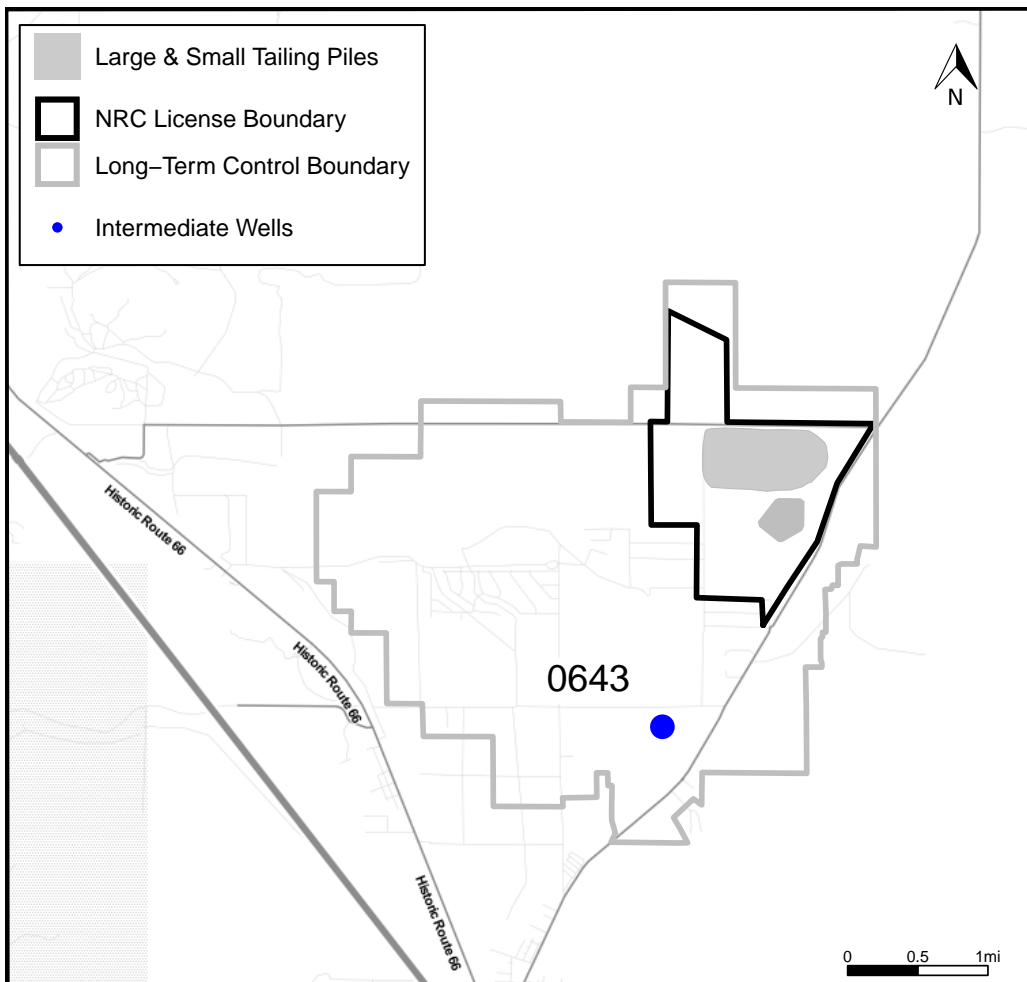 Large & Small Tailing Piles
NRC License Boundary
Long−Term Control Boundary
Intermediate Wells
N
Historic Route 66
Historic Route 66
0643
Historic Route 66
0 0.5 1mi